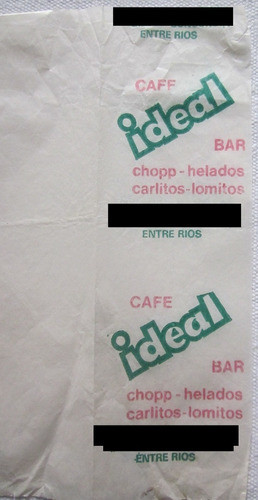 ENTRE RIOS
CAFE
ideal
BAR
chopp - helados
carlitos-lomitos
ENTRE RIOS
CAFE
ideal
BAR
chopp - helados
carlitos-lomitos
ENTRE RIOS